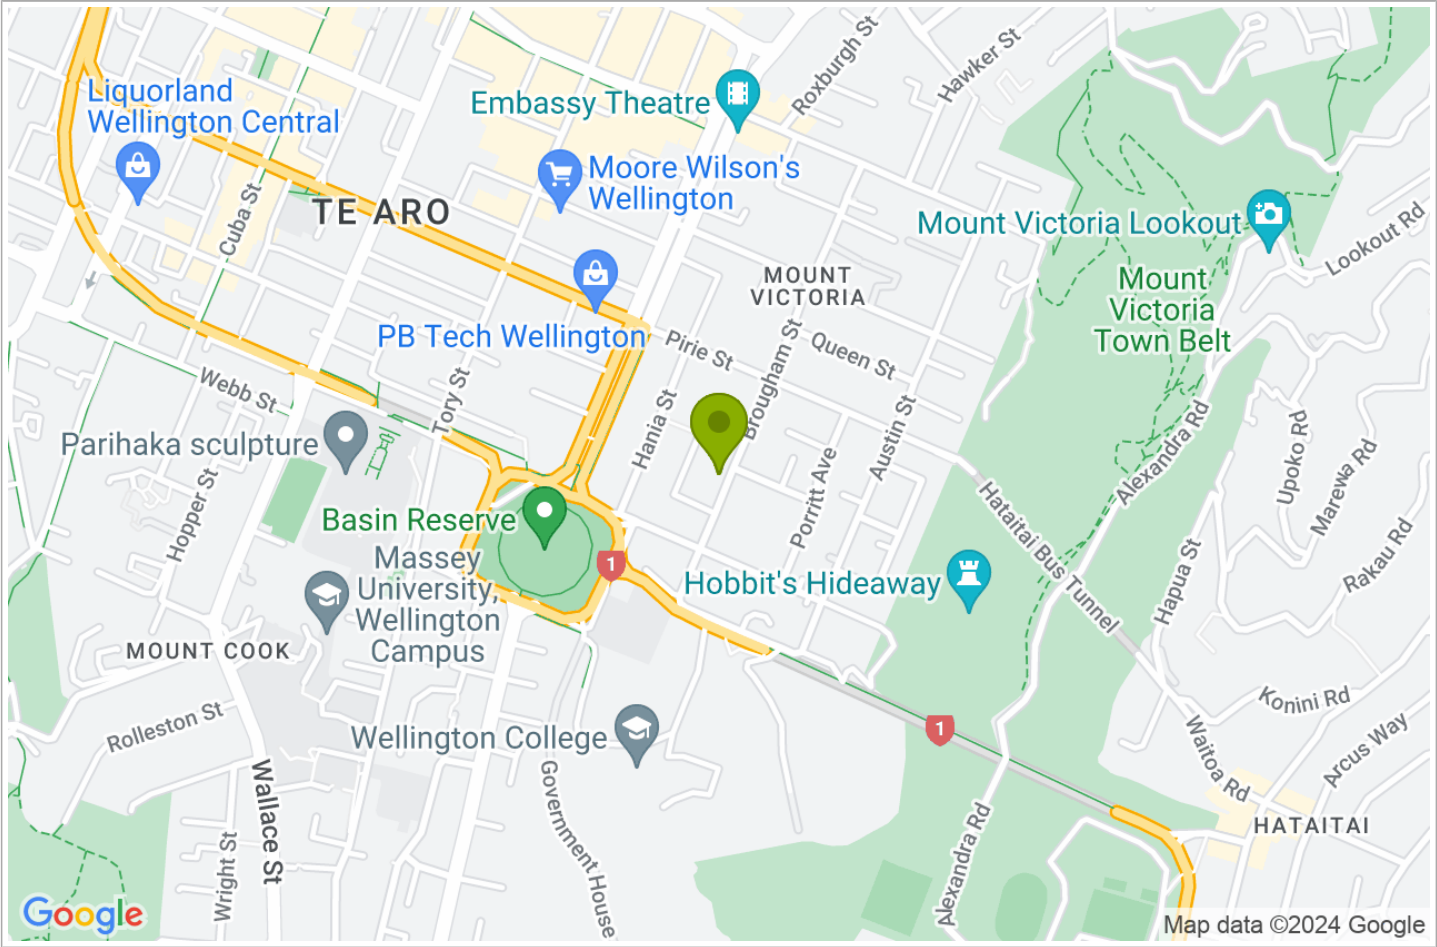 Roxburgh St
Hawker St
Liquorland
Wellington Central
Embassy Theatre
Moore Wilson's
Wellington
Cuba St
TE ARO
Mount Victoria Lookout
Lookout Rd
MOUNT
VICTORIA
Mount
Victoria
Town Belt
PB Tech Wellington
Pirie St
Queen St
Brougham St
Webb St
Tory St
Hania St
Austin St
Alexandra Rd
Upoko Rd
Marewa Rd
Parihaka sculpture
Porritt Ave
Hopper St
Basin Reserve
Hataitai Bus Tunnel
Rakau Rd
Hapua St
Massey
University,
Wellington
Campus
1
Hobbit's Hideaway
MOUNT COOK
Rolleston St
Konini Rd
Wellington College
1
Waitoa Rd
Arcus Way
Wallace St
Government House
Alexandra Rd
HATAITAI
Wright St
Google
Map data ©2024 Google